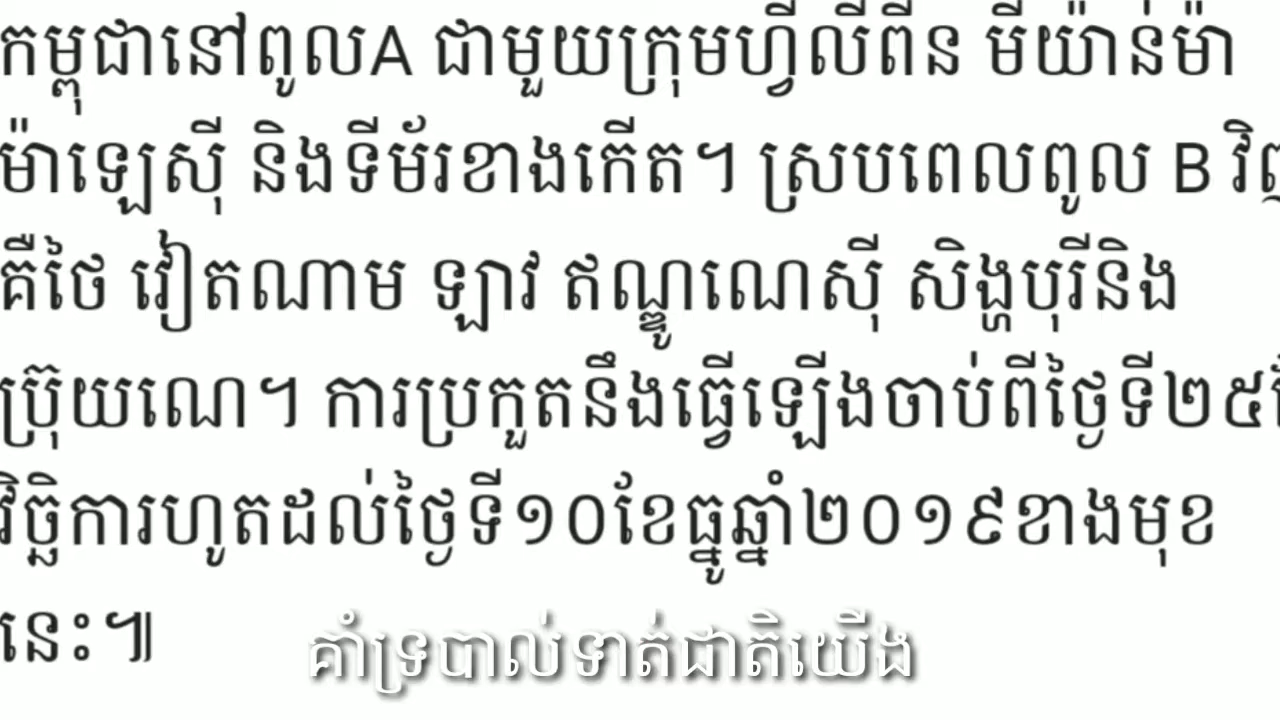 កម្ពុជានៅពូលA ជាមួយក្រុមហ្វីលីពីន មីយ៉ាន់ម៉ា
ម៉ាឡេស៊ី និងទីម័រខាងកើត។ ស្របពេលពូល B
គឺថៃ វៀតណាម ឡាវ ឥណ្ឌូណេស៊ី សិង្ហបុរីនិង
ប្រ៊ុយណេ។ ការប្រកួតនឹងធ្វើឡើងចាប់ពីថ្ងៃទី២៥
វិច្ឆិការហូតដល់ថ្ងៃទី១០ខែធ្នូឆ្នាំ២០១៩ខាងមុខ
នេះ៕
គាំទ្របាល់ទាត់ជាតិយើង